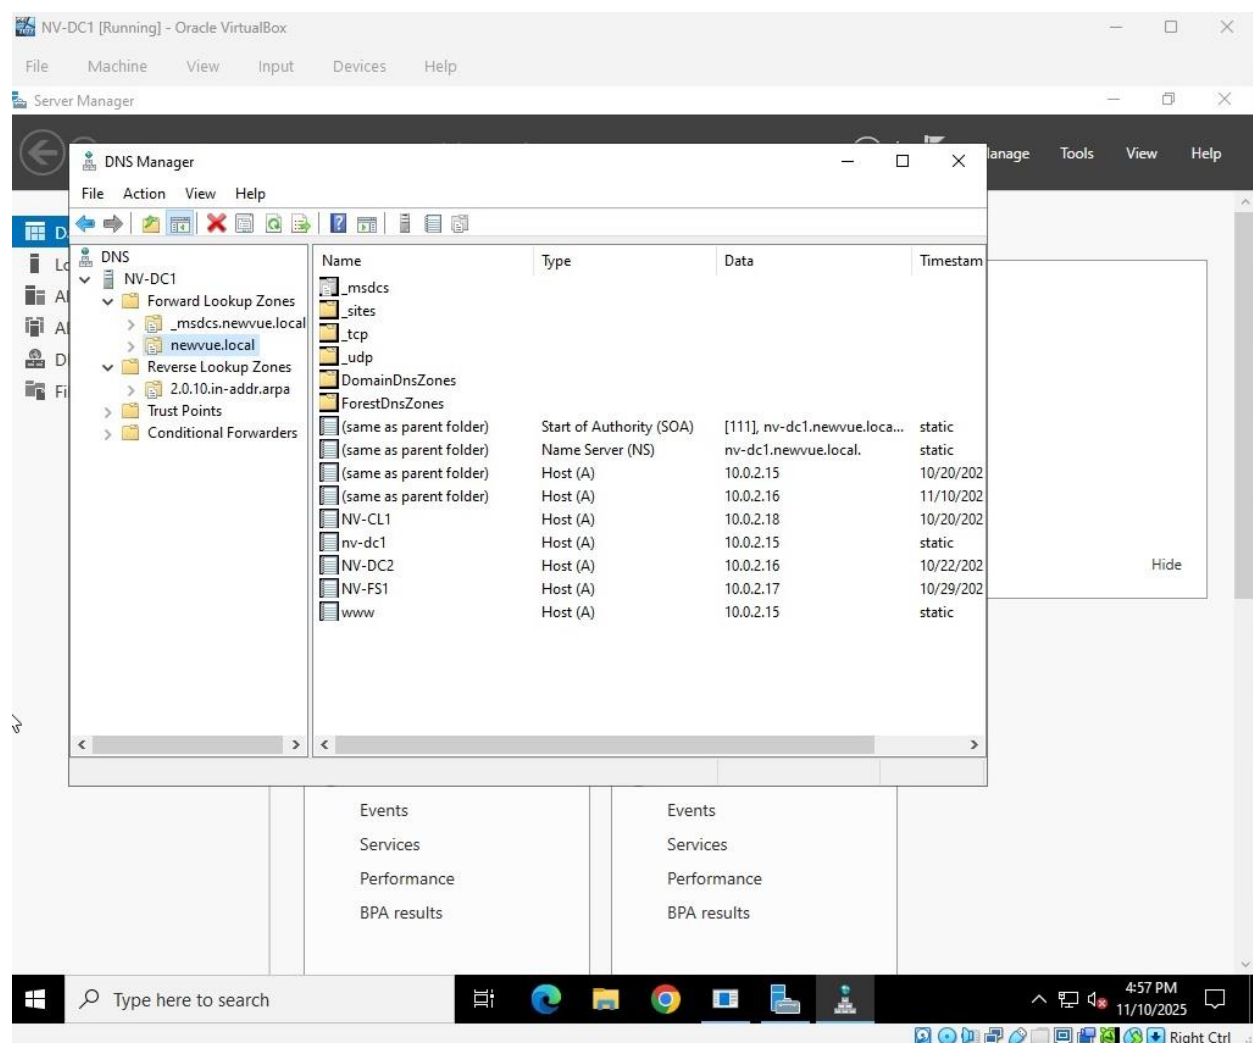 NV-DC1 [Running] - Oracle VirtualBox
File Machine View Input Devices Help
Server Manager
Manage Tools View Help
DNS Manager
File Action View Help
DNS
NV-DC1
Forward Lookup Zones
_msdcs.newvue.local
newvue.local
Reverse Lookup Zones
2.0.10.in-addr.arpa
Trust Points
Conditional Forwarders
Name Type Data Timestam
_msdcs
_sites
_tcp
_udp
DomainDnsZones
ForestDnsZones
(same as parent folder) Start of Authority (SOA) [111], nv-dc1.newvue.loca... static
(same as parent folder) Name Server (NS) nv-dc1.newvue.local. static
(same as parent folder) Host (A) 10.0.2.15 10/20/202
(same as parent folder) Host (A) 10.0.2.16 11/10/202
NV-CL1 Host (A) 10.0.2.18 10/20/202
nv-dc1 Host (A) 10.0.2.15 static
NV-DC2 Host (A) 10.0.2.16 10/22/202
NV-FS1 Host (A) 10.0.2.17 10/29/202
www Host (A) 10.0.2.15 static
Hide
Events Events
Services Services
Performance Performance
BPA results BPA results
Type here to search
4:57 PM
11/10/2025
Right Ctrl